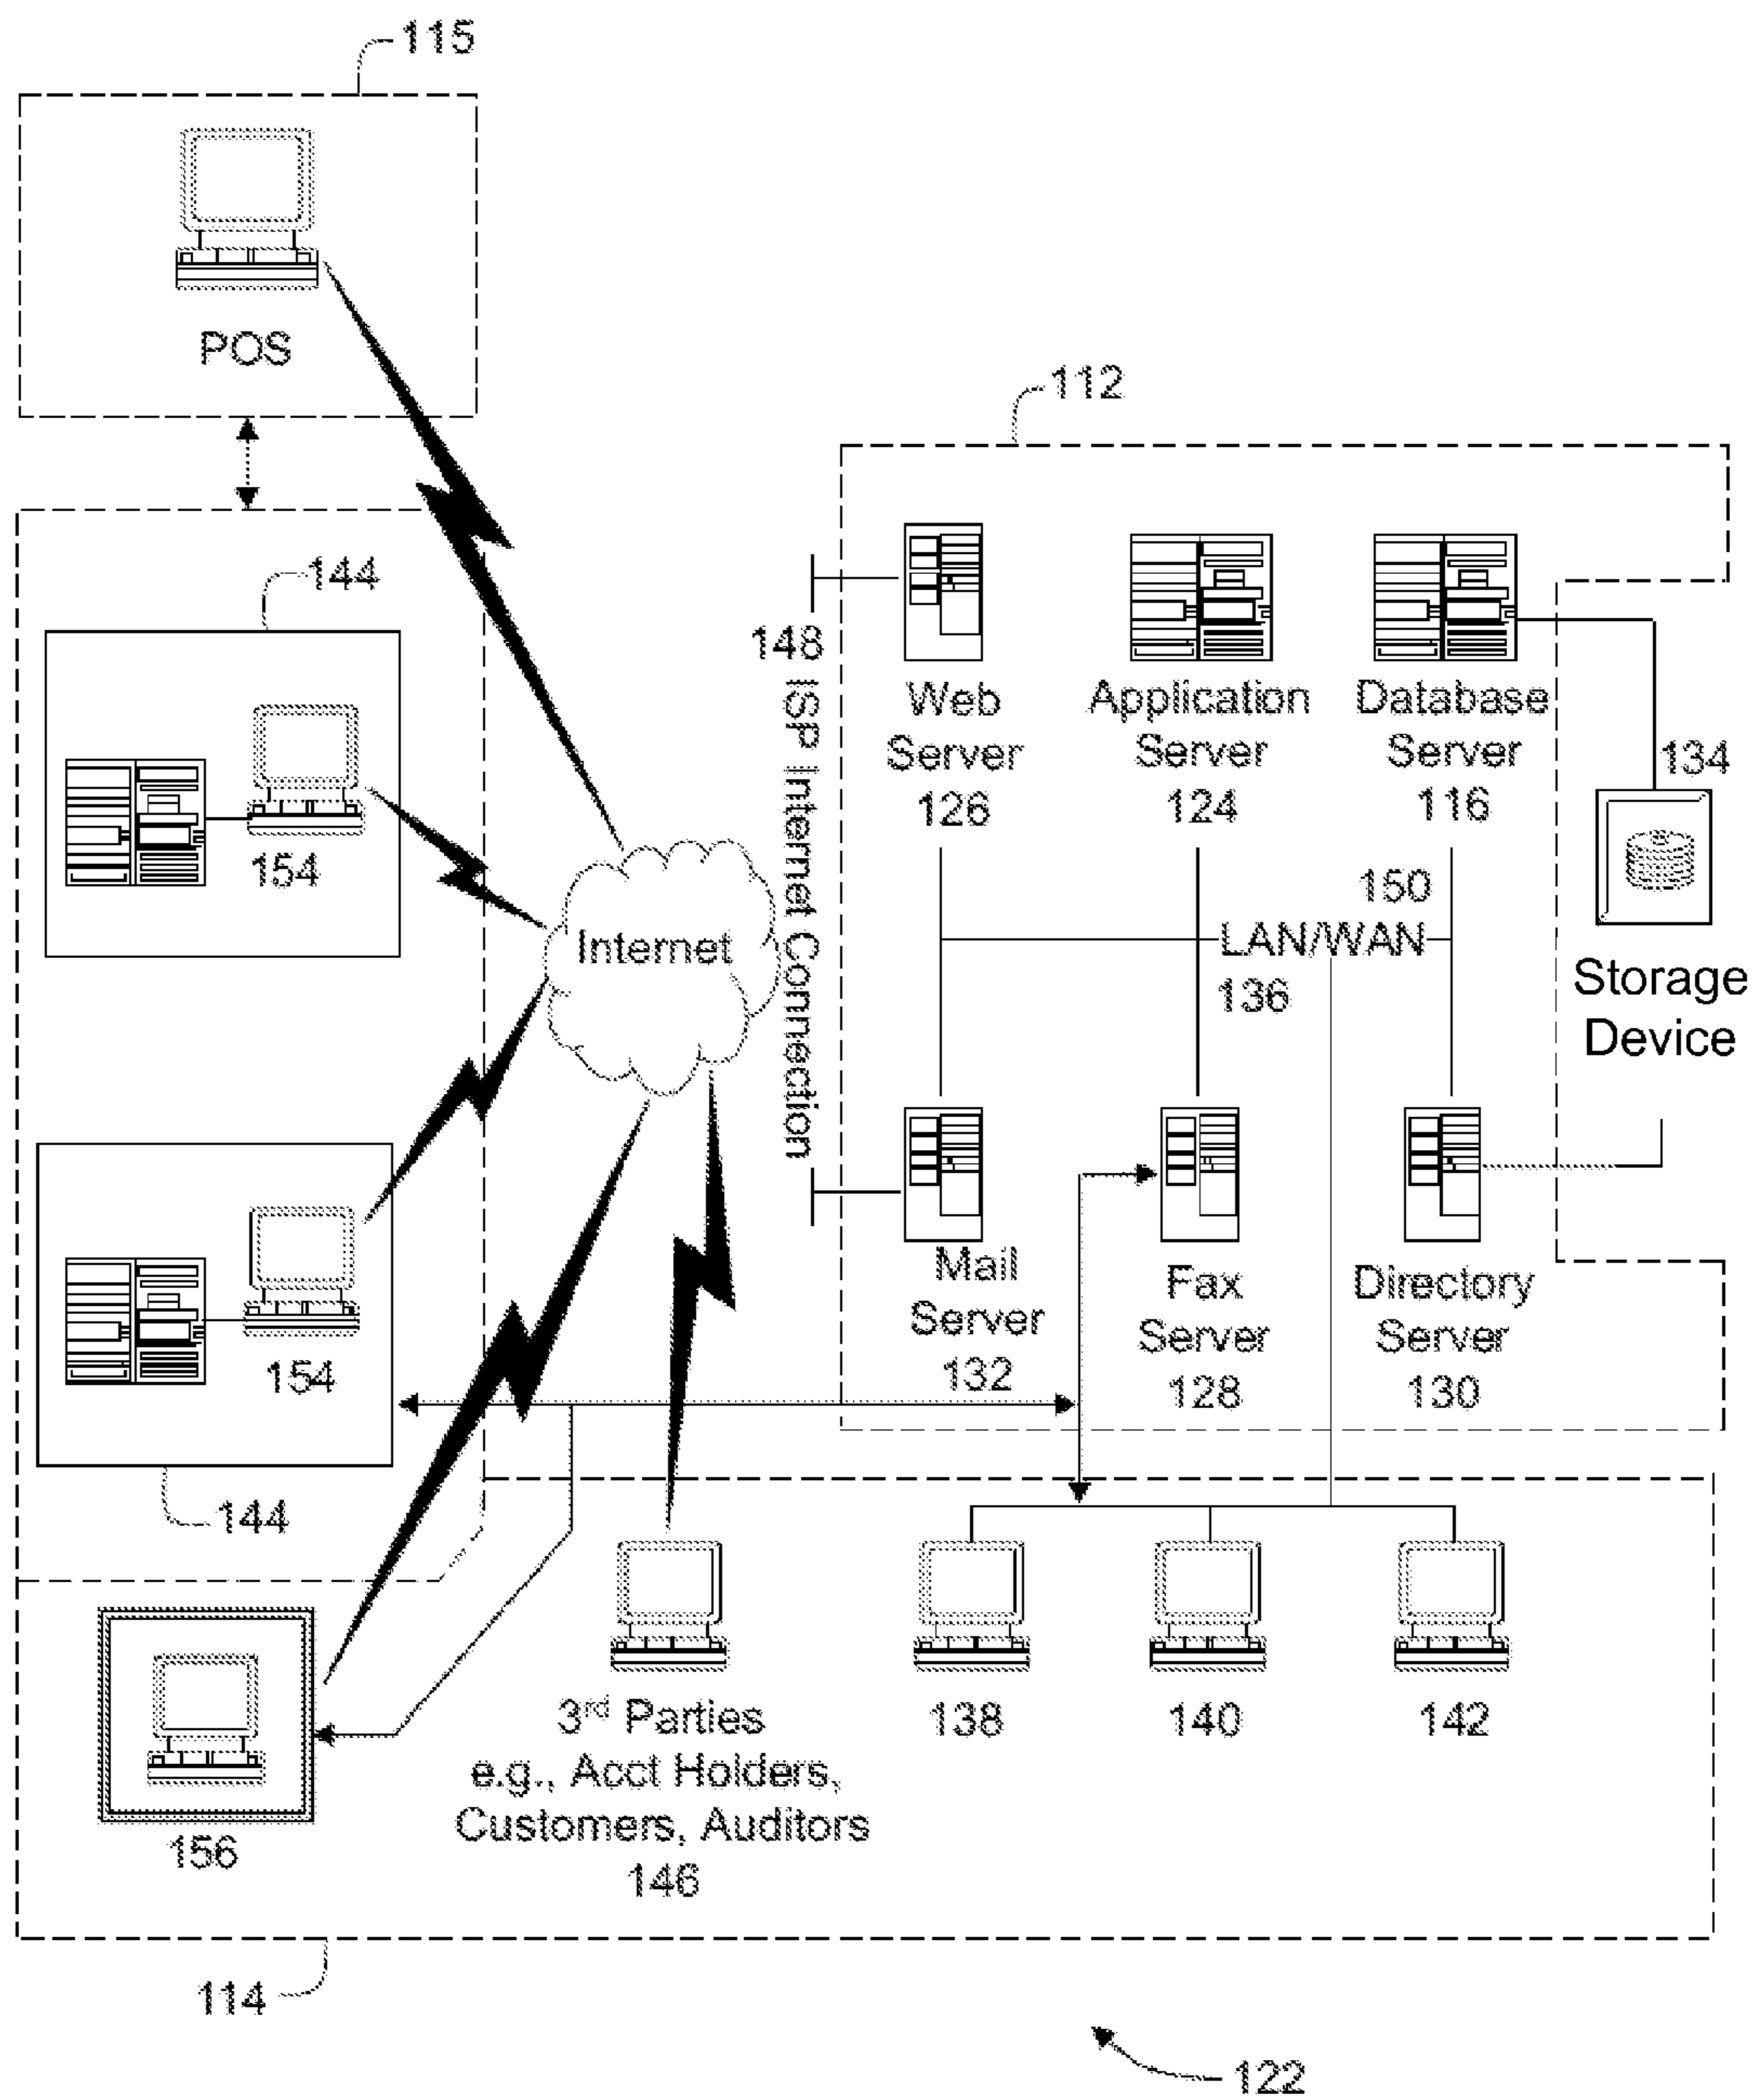 115
POS
112
144
154
148 ISP Internet Connection
Web
Server
126
Application
Server
124
Database
Server
116
134
Storage
Device
Internet
150
LAN/WAN
136
154
144
Mail
Server
132
Fax
Server
128
Directory
Server
130
156
3rd Parties
e.g., Acct Holders,
Customers, Auditors
146
138
140
142
114
122